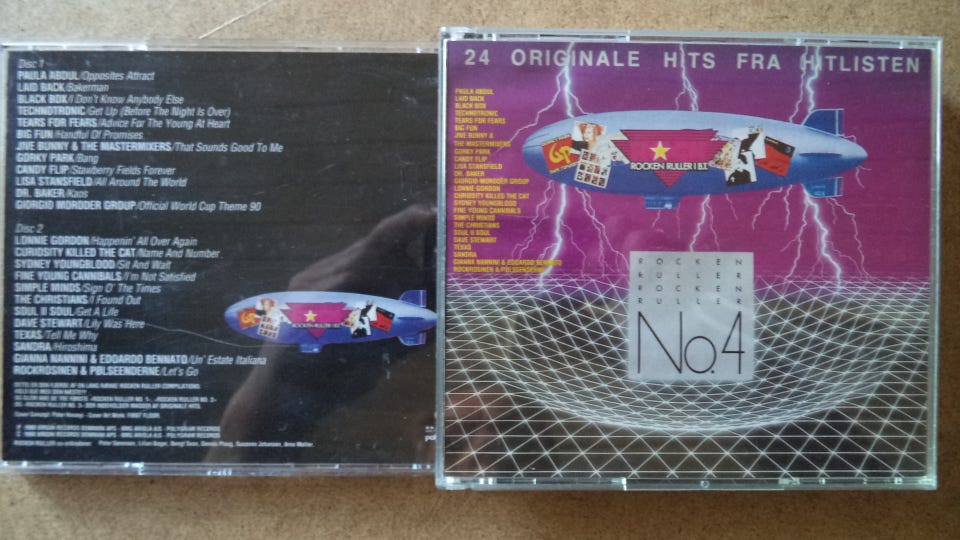 Disc 1
PAULA ABDUL/Opposites Attract
LAID BACK/Bakerman
BLACK BOX/I Don't Know Anybody Else
TECHNOTRONIC/Get Up (Before The Night Is Over)
TEARS FOR FEARS/Advice For The Young At Heart
BIG FUN/Handful Of Promises
JIVE BUNNY & THE MASTERMIXERS/That Sounds Good To Me
GORKY PARK/Bang
CANDY FLIP/Stawberry Fields Forever
LISA STANSFIELD/All Around The World
DR. BAKER/Kaos
GIORGIO MORODER GROUP/Official World Cup Theme 90
Disc 2
LONNIE GORDON/Happenin' All Over Again
CURIOSITY KILLED THE CAT/Name And Number
SYDNEY YOUNGBLOOD/Sit And Wait
FINE YOUNG CANNIBALS/I'm Not Satisfied
SIMPLE MINDS/Sign O' The Times
THE CHRISTIANS/I Found Out
SOUL II SOUL/Get A Life
DAVE STEWART/Lily Was Here
TEXAS/Tell Me Why
SANDRA/Hiroshima
GIANNA NANNINI & EDOARDO BENNATO/Un' Estate Italiana
ROCKROSINEN & PØLSEENDERNE/Let's Go
ROCKEN RULLER I BT.
24 ORIGINALE HITS FRA HITLISTEN
PAULA ABDUL
LAID BACK
BLACK BOX
TECHNOTRONIC
TEARS FOR FEARS
BIG FUN
JIVE BUNNY &
THE MASTERMIXERS
GORKY PARK
CANDY FLIP
LISA STANSFIELD
DR. BAKER
GIORGIO MORODER GROUP
LONNIE GORDON
CURIOSITY KILLED THE CAT
SYDNEY YOUNGBLOOD
FINE YOUNG CANNIBALS
SIMPLE MINDS
THE CHRISTIANS
SOUL II SOUL
DAVE STEWART
TEXAS
SANDRA
GIANNA NANNINI & EDOARDO BENNATO
ROCKROSINEN & PØLSEENDERNE
GP
ROCKEN RULLER I BT.
ROCKEN
RULLER
ROCKEN
RULLER
No.4